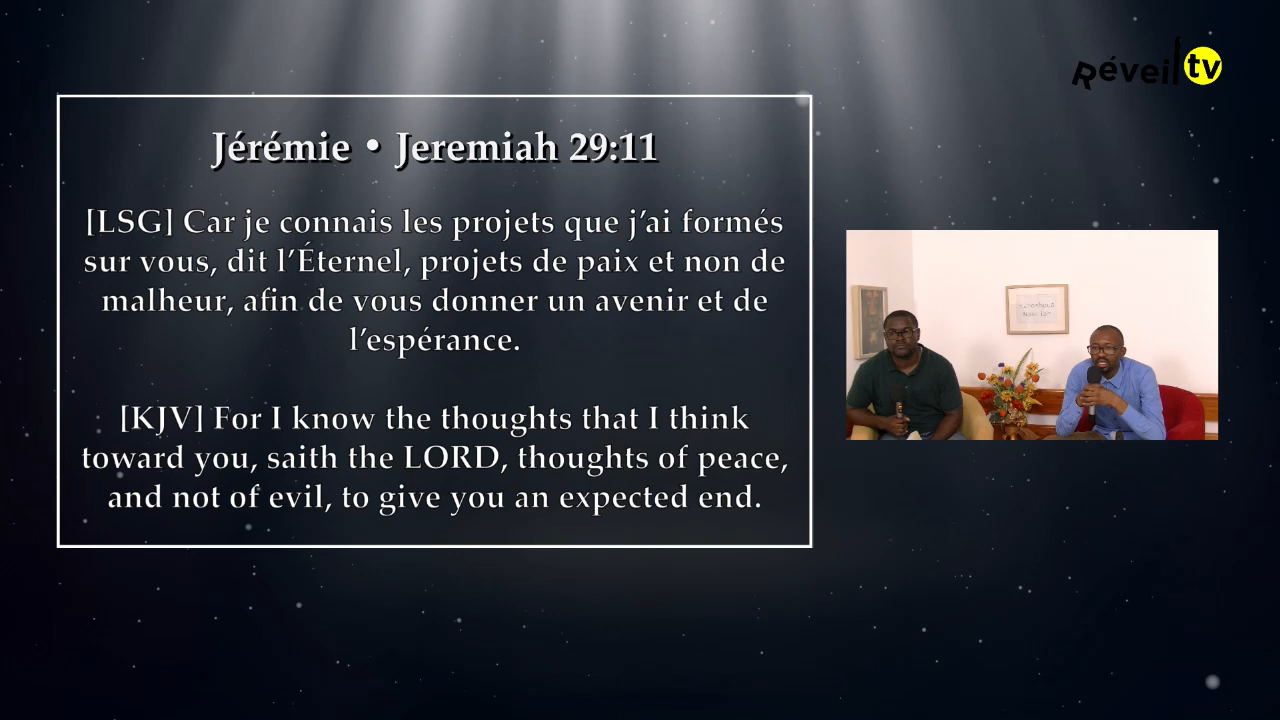 Réveil tv
Jérémie • Jeremiah 29:11
[LSG] Car je connais les projets que j’ai formés
sur vous, dit l’Éternel, projets de paix et non de
malheur, afin de vous donner un avenir et de
l’espérance.
[KJV] For I know the thoughts that I think
toward you, saith the LORD, thoughts of peace,
and not of evil, to give you an expected end.